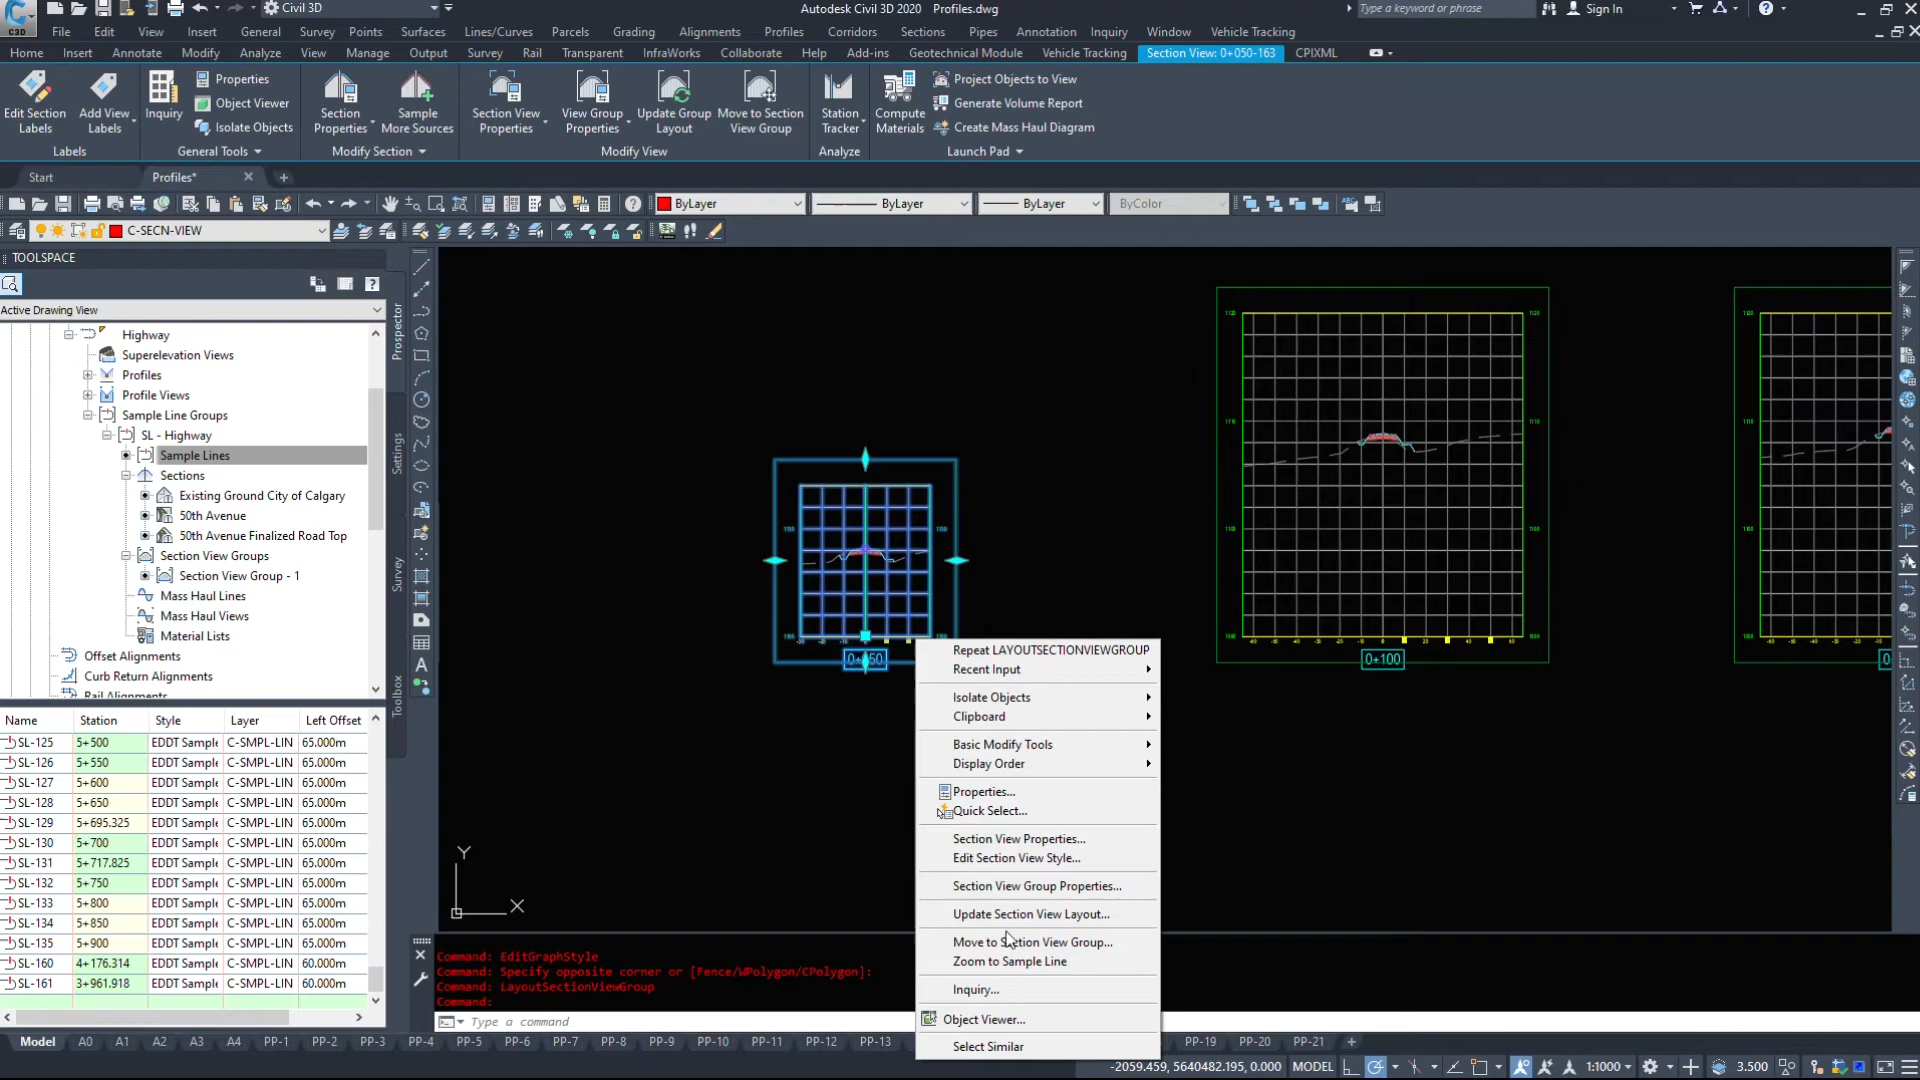 Civil 3D
Autodesk Civil 3D 2020 Profiles.dwg
Type a keyword or phrase
Sign In
C3D
File Edit View Insert General Survey Points Surfaces Lines/Curves Parcels Grading Alignments Profiles Corridors Sections Pipes Annotation Inquiry Window Vehicle Tracking
Home Insert Annotate Modify Analyze View Manage Output Survey Rail Transparent InfraWorks Collaborate Help Add-ins Geotechnical Module Vehicle Tracking Section View: 0+050-163 CPIXML
Edit Section Labels
Add View Labels
Inquiry
Properties
Object Viewer
Isolate Objects
Section Properties
Sample More Sources
Section View Properties
View Group Properties
Update Group Layout
Move to Section View Group
Station Tracker
Compute Materials
Project Objects to View
Generate Volume Report
Create Mass Haul Diagram
Labels General Tools Modify Section Modify View Analyze Launch Pad
Start Profiles*
ByLayer ByLayer ByLayer ByColor
C-SECN-VIEW
TOOLSPACE
Active Drawing View
Highway
Superelevation Views
Profiles
Profile Views
Sample Line Groups
SL - Highway
Sample Lines
Sections
Existing Ground City of Calgary
50th Avenue
50th Avenue Finalized Road Top
Section View Groups
Section View Group - 1
Mass Haul Lines
Mass Haul Views
Material Lists
Offset Alignments
Curb Return Alignments
Rail Alignments
Prospector
Settings
Survey
Toolbox
Name Station Style Layer Left Offset
SL-125 5+500 EDDT Sample C-SMPL-LIN 65.000m
SL-126 5+550 EDDT Sample C-SMPL-LIN 65.000m
SL-127 5+600 EDDT Sample C-SMPL-LIN 65.000m
SL-128 5+650 EDDT Sample C-SMPL-LIN 65.000m
SL-129 5+695.325 EDDT Sample C-SMPL-LIN 65.000m
SL-130 5+700 EDDT Sample C-SMPL-LIN 65.000m
SL-131 5+717.825 EDDT Sample C-SMPL-LIN 65.000m
SL-132 5+750 EDDT Sample C-SMPL-LIN 65.000m
SL-133 5+800 EDDT Sample C-SMPL-LIN 65.000m
SL-134 5+850 EDDT Sample C-SMPL-LIN 65.000m
SL-135 5+900 EDDT Sample C-SMPL-LIN 65.000m
SL-160 4+176.314 EDDT Sample C-SMPL-LIN 60.000m
SL-161 3+961.918 EDDT Sample C-SMPL-LIN 60.000m
0+100
Y
X
Repeat LAYOUTSECTIONVIEWGROUP
Recent Input
Isolate Objects
Clipboard
Basic Modify Tools
Display Order
Properties...
Quick Select...
Section View Properties...
Edit Section View Style...
Section View Group Properties...
Update Section View Layout...
Move to Section View Group...
Zoom to Sample Line
Inquiry...
Object Viewer...
Select Similar
Command: EditGraphStyle
Command: Specify opposite corner or [Fence/WPolygon/CPolygon]:
Command: LayoutSectionViewGroup
Command:
Type a command
Model A0 A1 A2 A3 A4 PP-1 PP-2 PP-3 PP-4 PP-5 PP-6 PP-7 PP-8 PP-9 PP-10 PP-11 PP-12 PP-13 PP-19 PP-20 PP-21
-2059.459, 5640482.195, 0.000 MODEL 1:1000 3.500